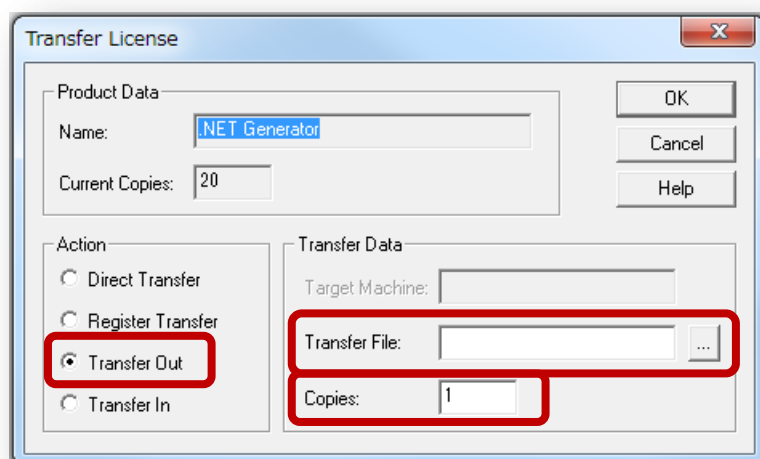 Transfer License
Product Data
Name: .NET Generator
Current Copies: 20
OK
Cancel
Help
Action
Direct Transfer
Register Transfer
Transfer Out
Transfer In
Transfer Data
Target Machine:
Transfer File:
...
Copies: 1